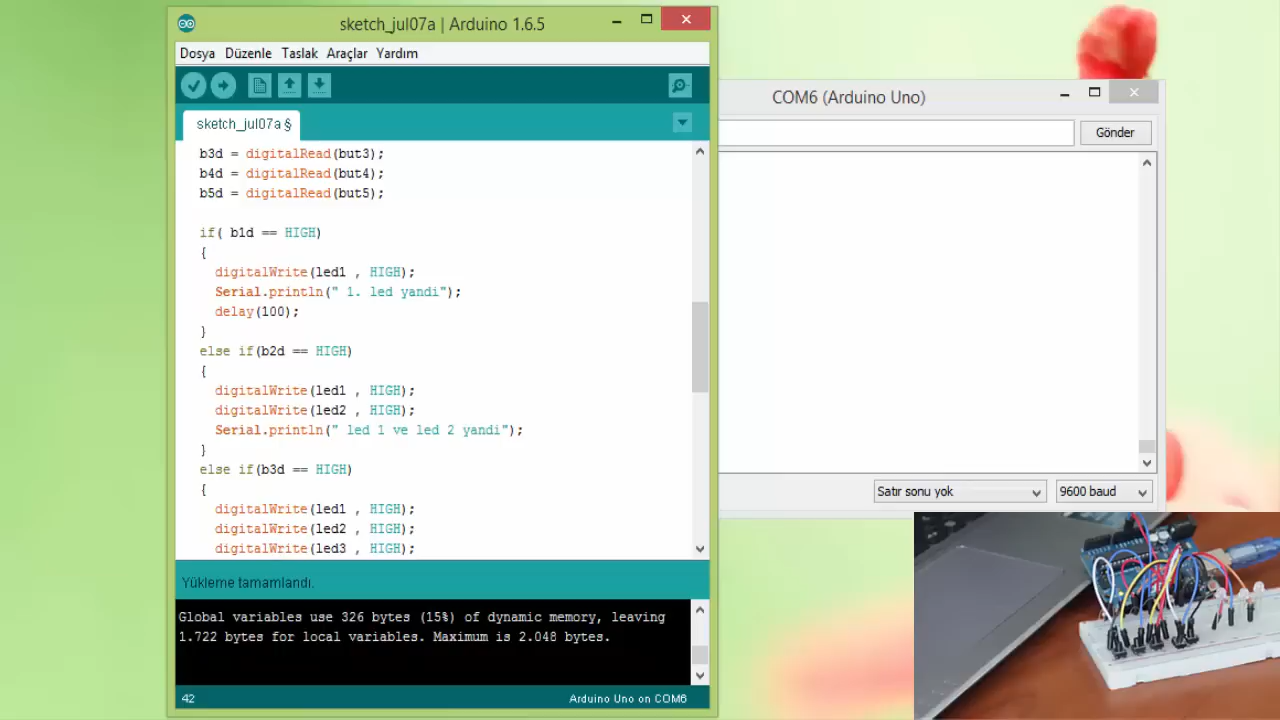 sketch_jul07a | Arduino 1.6.5
Dosya Düzenle Taslak Araçlar Yardım
sketch_jul07a §
b3d = digitalRead(but3);
b4d = digitalRead(but4);
b5d = digitalRead(but5);
if( b1d == HIGH)
{
digitalWrite(led1 , HIGH);
Serial.println(" 1. led yandi");
delay(100);
}
else if(b2d == HIGH)
{
digitalWrite(led1 , HIGH);
digitalWrite(led2 , HIGH);
Serial.println(" led 1 ve led 2 yandi");
}
else if(b3d == HIGH)
{
digitalWrite(led1 , HIGH);
digitalWrite(led2 , HIGH);
digitalWrite(led3 , HIGH);
Yükleme tamamlandı.
Global variables use 326 bytes (15%) of dynamic memory, leaving
1.722 bytes for local variables. Maximum is 2.048 bytes.
42
Arduino Uno on COM6
COM6 (Arduino Uno)
Gönder
Satır sonu yok
9600 baud